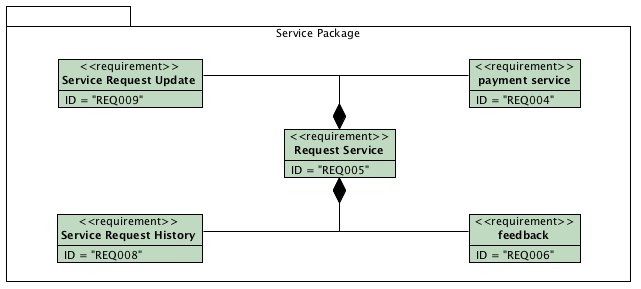 Service Package
<<requirement>>
Service Request Update
ID = "REQ009"
<<requirement>>
payment service
ID = "REQ004"
<<requirement>>
Request Service
ID = "REQ005"
<<requirement>>
Service Request History
ID = "REQ008"
<<requirement>>
feedback
ID = "REQ006"